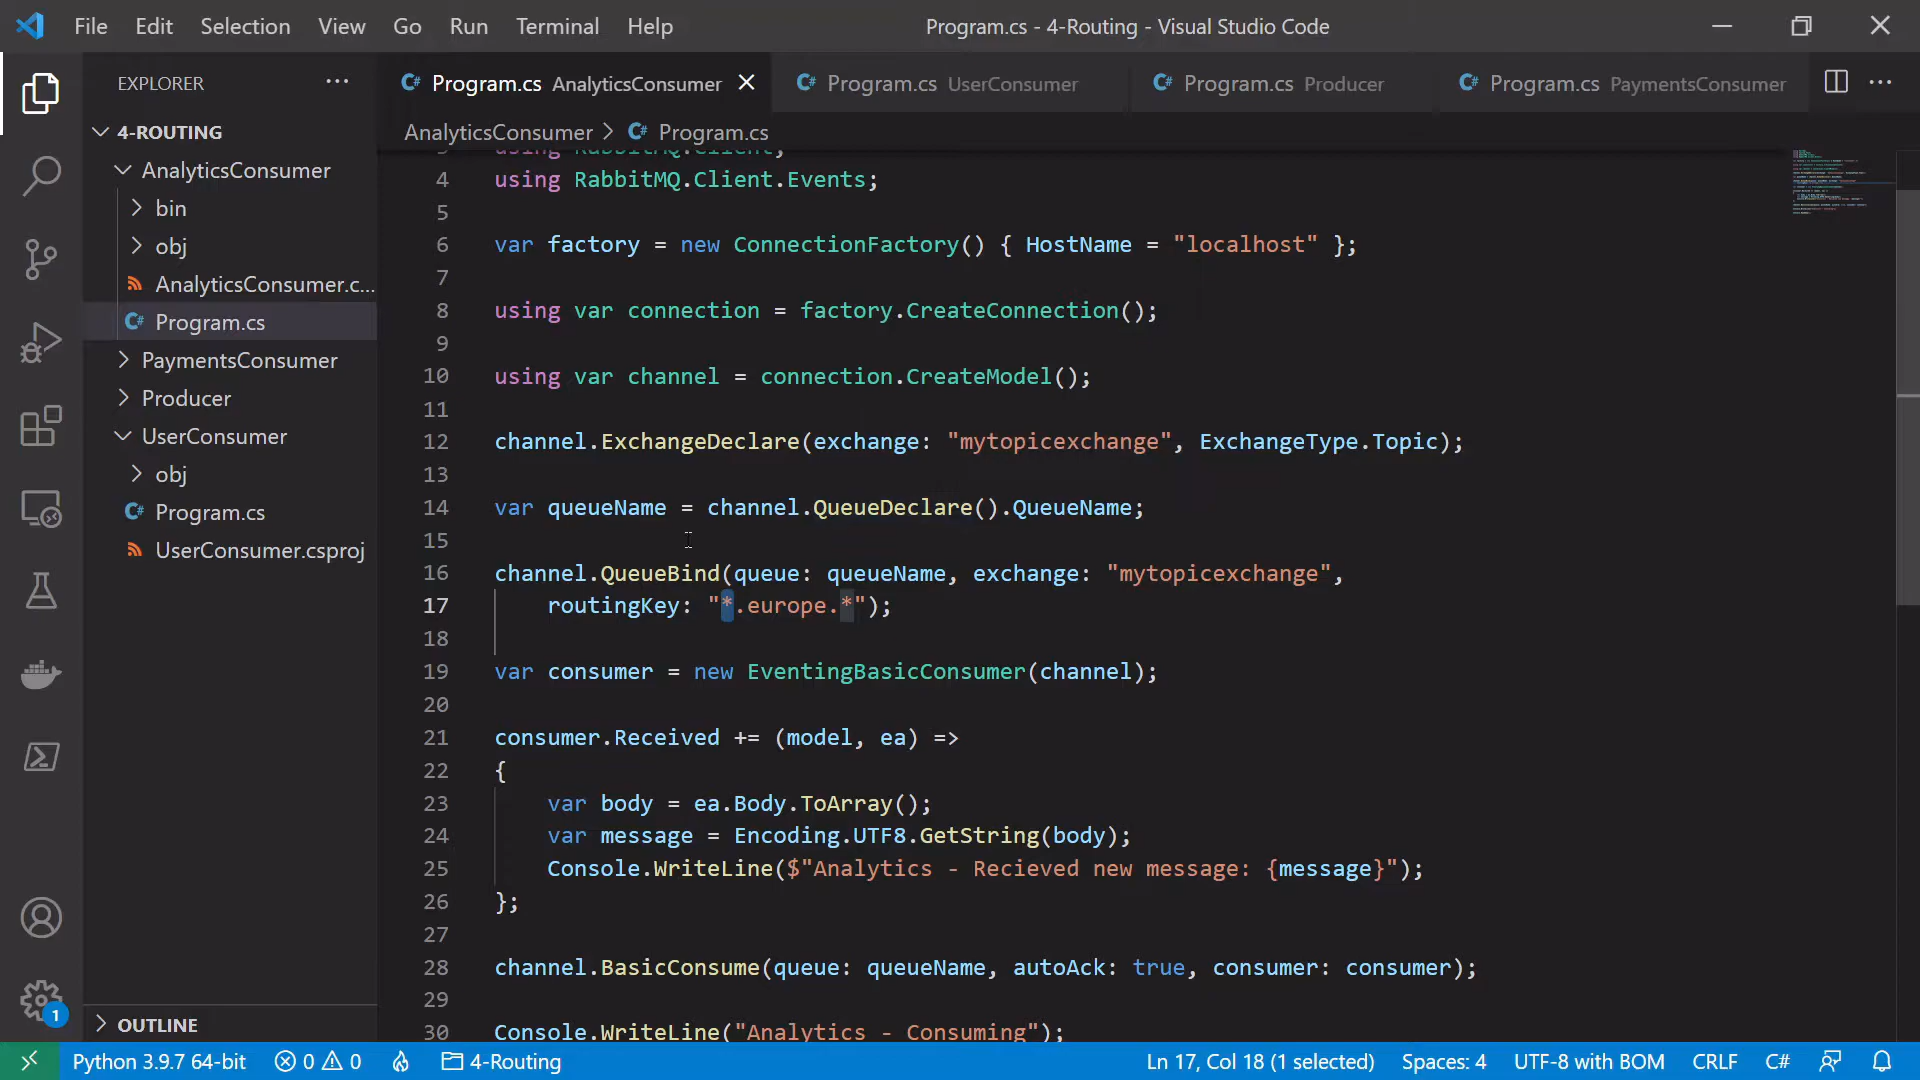 File Edit Selection View Go Run Terminal Help Program.cs - 4-Routing - Visual Studio Code
EXPLORER ··· Program.cs AnalyticsConsumer Program.cs UserConsumer Program.cs Producer Program.cs PaymentsConsumer ···
4-ROUTING
AnalyticsConsumer > Program.cs
AnalyticsConsumer
bin
obj
AnalyticsConsumer.c...
Program.cs
PaymentsConsumer
Producer
UserConsumer
obj
Program.cs
UserConsumer.csproj
OUTLINE
3 using RabbitMQ.Client;
4 using RabbitMQ.Client.Events;
5
6 var factory = new ConnectionFactory() { HostName = "localhost" };
7
8 using var connection = factory.CreateConnection();
9
10 using var channel = connection.CreateModel();
11
12 channel.ExchangeDeclare(exchange: "mytopicexchange", ExchangeType.Topic);
13
14 var queueName = channel.QueueDeclare().QueueName;
15
16 channel.QueueBind(queue: queueName, exchange: "mytopicexchange",
17 routingKey: "*.europe.*");
18
19 var consumer = new EventingBasicConsumer(channel);
20
21 consumer.Received += (model, ea) =>
22 {
23 var body = ea.Body.ToArray();
24 var message = Encoding.UTF8.GetString(body);
25 Console.WriteLine($"Analytics - Recieved new message: {message}");
26 };
27
28 channel.BasicConsume(queue: queueName, autoAck: true, consumer: consumer);
29
30 Console.WriteLine("Analytics - Consuming");
1
Python 3.9.7 64-bit 0 0 4-Routing Ln 17, Col 18 (1 selected) Spaces: 4 UTF-8 with BOM CRLF C#